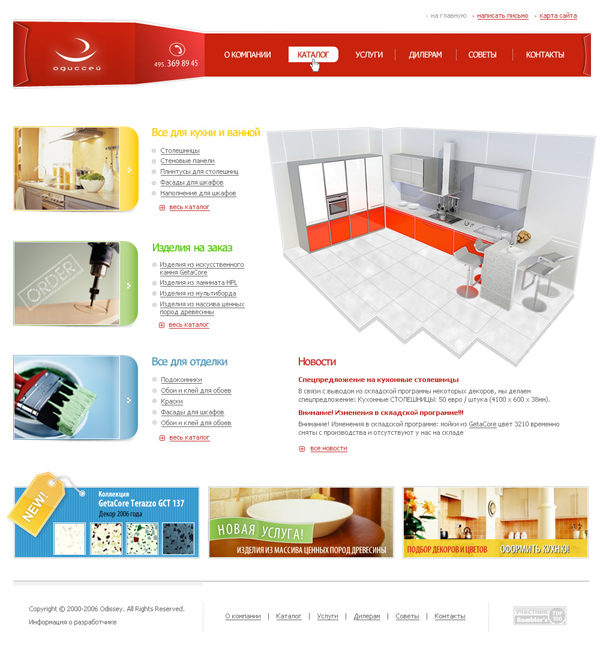 на главную написать письмо карта сайта
одиссей
495. 369 89 45
О КОМПАНИИ КАТАЛОГ УСЛУГИ ДИЛЕРАМ СОВЕТЫ КОНТАКТЫ
Все для кухни и ванной
Столешницы
Стеновые панели
Плинтусы для столешниц
Фасады для шкафов
Наполнение для шкафов
весь каталог
ORDER
Изделия на заказ
Изделия из искусственного
камня GetaCore
Изделия из ламината HPL
Изделия из мультиборда
Изделия из массива ценных
пород древесины
весь каталог
Все для отделки
Подоконники
Обои и клей для обоев
Краски
Фасады для шкафов
Обои и клей для обоев
весь каталог
Новости
Спецпредложение на кухонные столешницы
В связи с выводом из складской программы некоторых декоров, мы делаем
спецпредложение: Кухонные СТОЛЕШНИЦЫ: 50 евро / штука (4100 x 600 x 38мм).
Внимание! Изменения в складской программе!!!
Внимание! Изменения в складской програме: мойки из GetaCore цвет 3210 временно
сняты с производства и отсутствуют у нас на складе
все новости
NEW!
Коллекция
GetaCore Terazzo GCT 137
Декор 2006 года
НОВАЯ УСЛУГА!
ИЗДЕЛИЯ ИЗ МАССИВА ЦЕННЫХ ПОРОД ДРЕВЕСИНЫ
ПОДБОР ДЕКОРОВ И ЦВЕТОВ ОФОРМИТЬ КУХНЮ!
Copyright © 2000-2006 Odissey. All Rights Reserved.
Информация о разработчике
О компании | Каталог | Услуги | Дилерам | Советы | Контакты
УЧАСТНИК
Rambler's
TOP
100